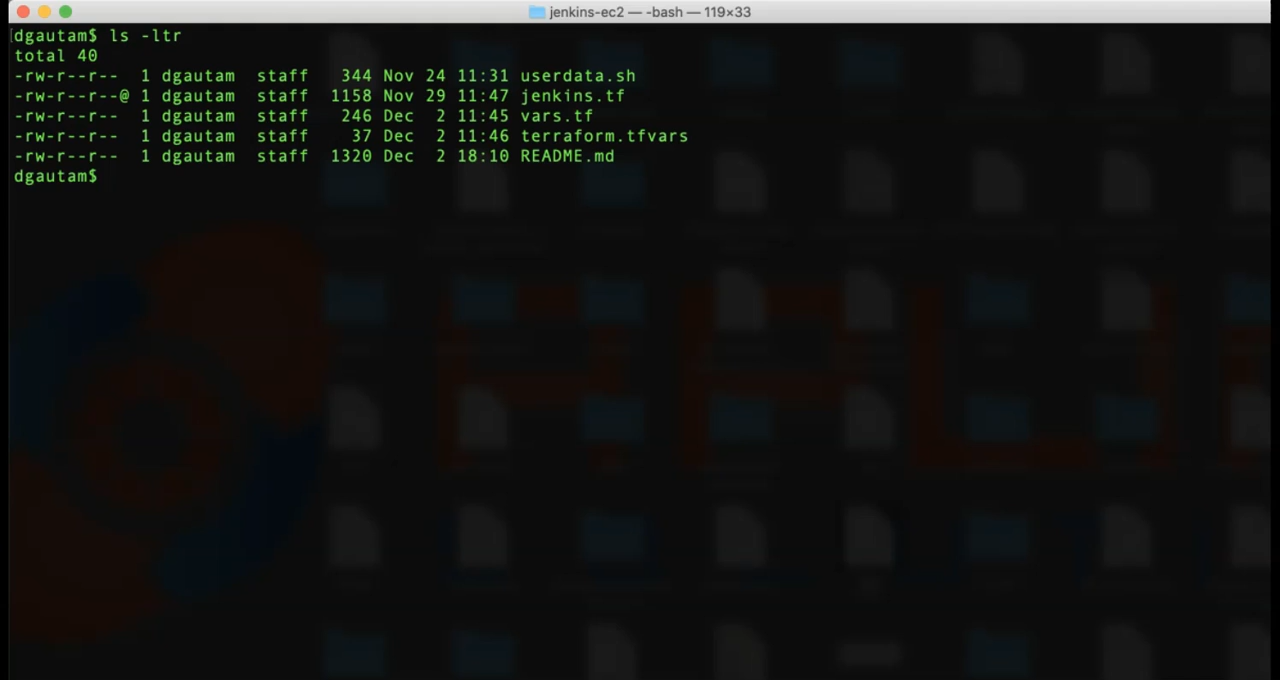 jenkins-ec2 — -bash — 119×33
dgautam$ ls -ltr
total 40
-rw-r--r--  1 dgautam  staff   344 Nov 24 11:31 userdata.sh
-rw-r--r--@ 1 dgautam  staff  1158 Nov 29 11:47 jenkins.tf
-rw-r--r--  1 dgautam  staff   246 Dec  2 11:45 vars.tf
-rw-r--r--  1 dgautam  staff    37 Dec  2 11:46 terraform.tfvars
-rw-r--r--  1 dgautam  staff  1320 Dec  2 18:10 README.md
dgautam$